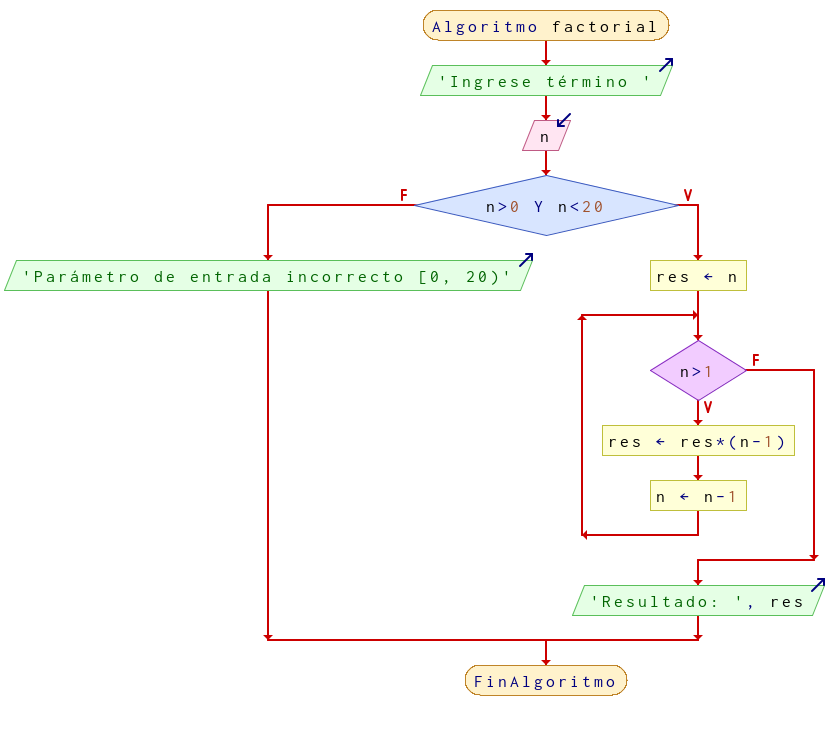 Algoritmo factorial
'Ingrese término '
n
n>0 Y n<20
F
V
'Parámetro de entrada incorrecto [0, 20)'
res ← n
n>1
F
V
res ← res*(n-1)
n ← n-1
'Resultado: ', res
FinAlgoritmo